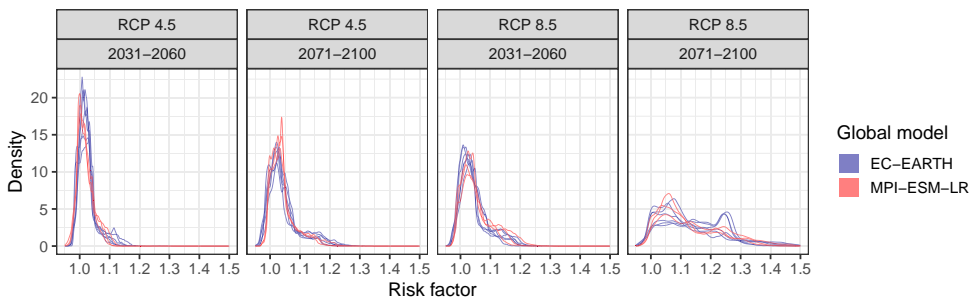 RCP 4.5 RCP 4.5 RCP 8.5 RCP 8.5
2031−2060 2071−2100 2031−2060 2071−2100
20
15
10
5
0
Density
1.0 1.1 1.2 1.3 1.4 1.5 1.0 1.1 1.2 1.3 1.4 1.5 1.0 1.1 1.2 1.3 1.4 1.5 1.0 1.1 1.2 1.3 1.4 1.5
Risk factor
Global model
EC−EARTH
MPI−ESM−LR